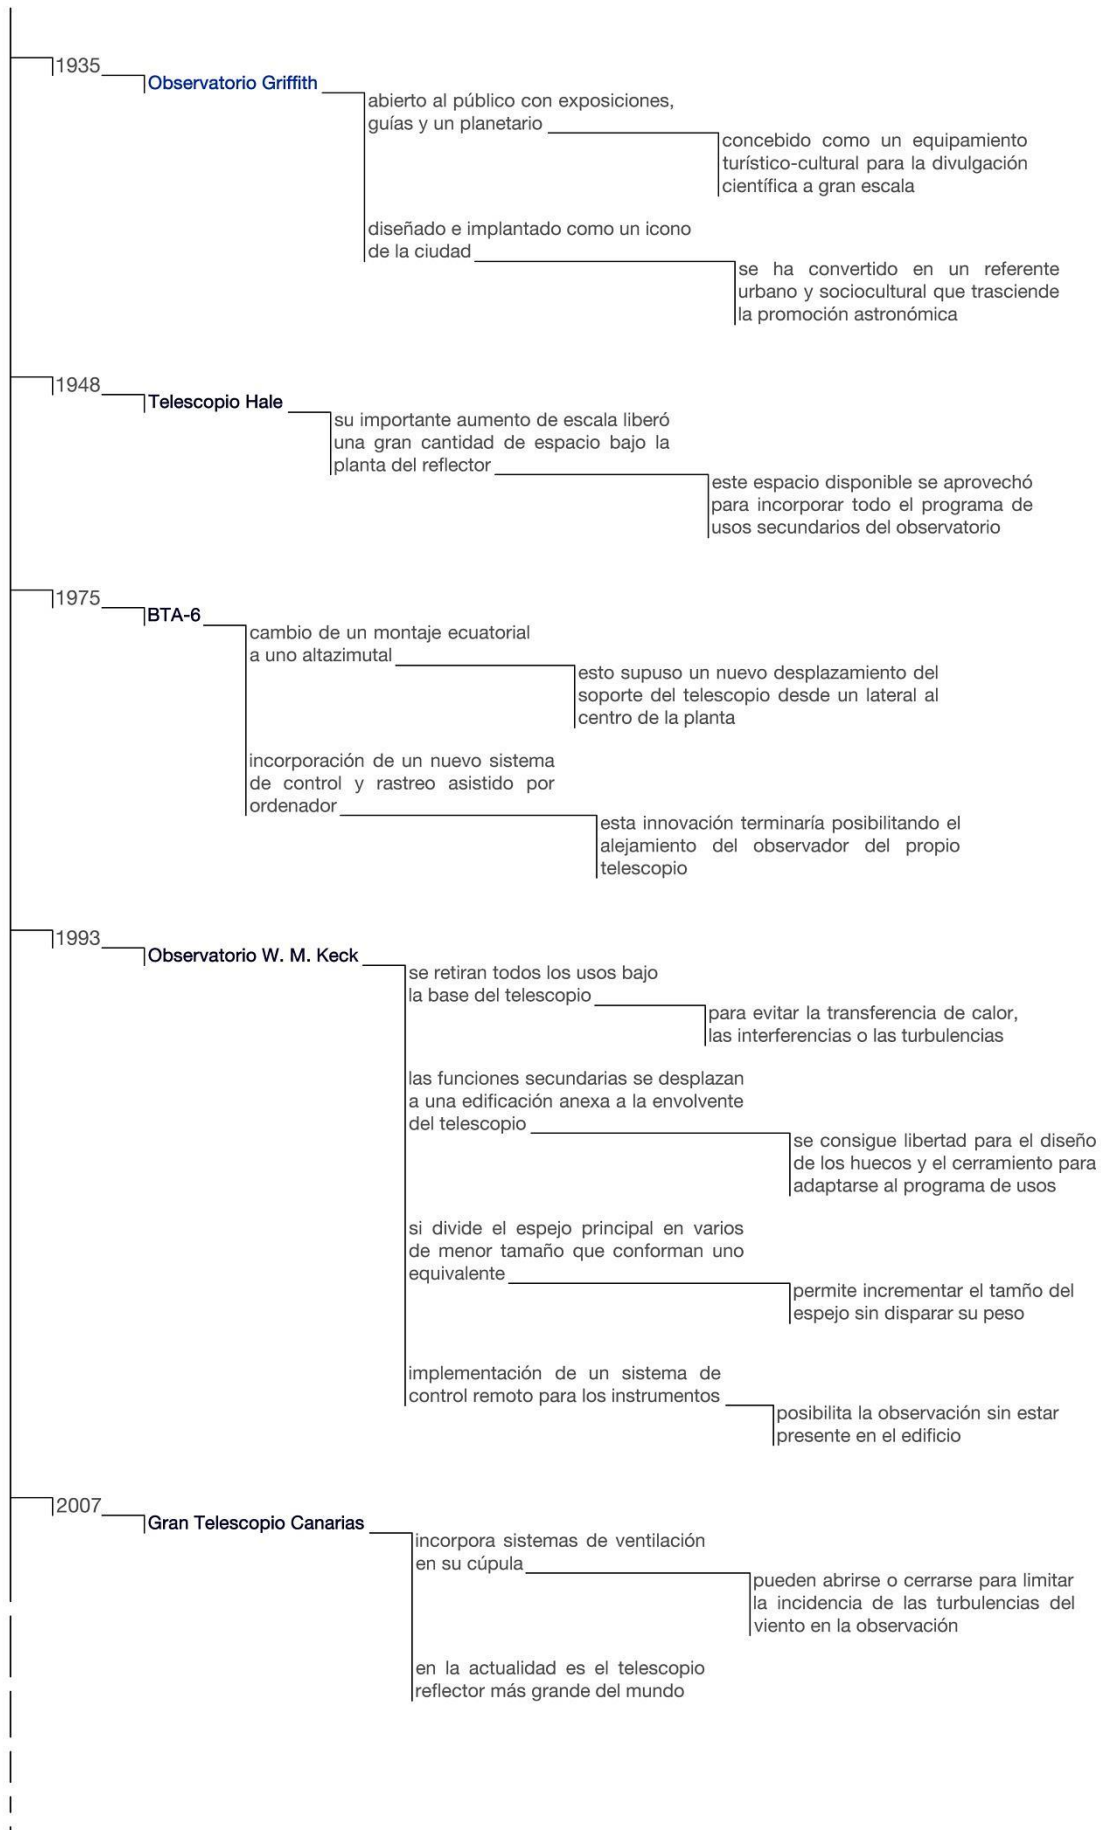 1935
Observatorio Griffith
abierto al público con exposiciones,
guías y un planetario
concebido como un equipamiento
turístico-cultural para la divulgación
científica a gran escala
diseñado e implantado como un icono
de la ciudad
se ha convertido en un referente
urbano y sociocultural que trasciende
la promoción astronómica
1948
Telescopio Hale
su importante aumento de escala liberó
una gran cantidad de espacio bajo la
planta del reflector
este espacio disponible se aprovechó
para incorporar todo el programa de
usos secundarios del observatorio
1975
BTA-6
cambio de un montaje ecuatorial
a uno altazimutal
esto supuso un nuevo desplazamiento del
soporte del telescopio desde un lateral al
centro de la planta
incorporación de un nuevo sistema
de control y rastreo asistido por
ordenador
esta innovación terminaría posibilitando el
alejamiento del observador del propio
telescopio
1993
Observatorio W. M. Keck
se retiran todos los usos bajo
la base del telescopio
para evitar la transferencia de calor,
las interferencias o las turbulencias
las funciones secundarias se desplazan
a una edificación anexa a la envolvente
del telescopio
se consigue libertad para el diseño
de los huecos y el cerramiento para
adaptarse al programa de usos
si divide el espejo principal en varios
de menor tamaño que conforman uno
equivalente
permite incrementar el tamño del
espejo sin disparar su peso
implementación de un sistema de
control remoto para los instrumentos
posibilita la observación sin estar
presente en el edificio
2007
Gran Telescopio Canarias
incorpora sistemas de ventilación
en su cúpula
pueden abrirse o cerrarse para limitar
la incidencia de las turbulencias del
viento en la observación
en la actualidad es el telescopio
reflector más grande del mundo